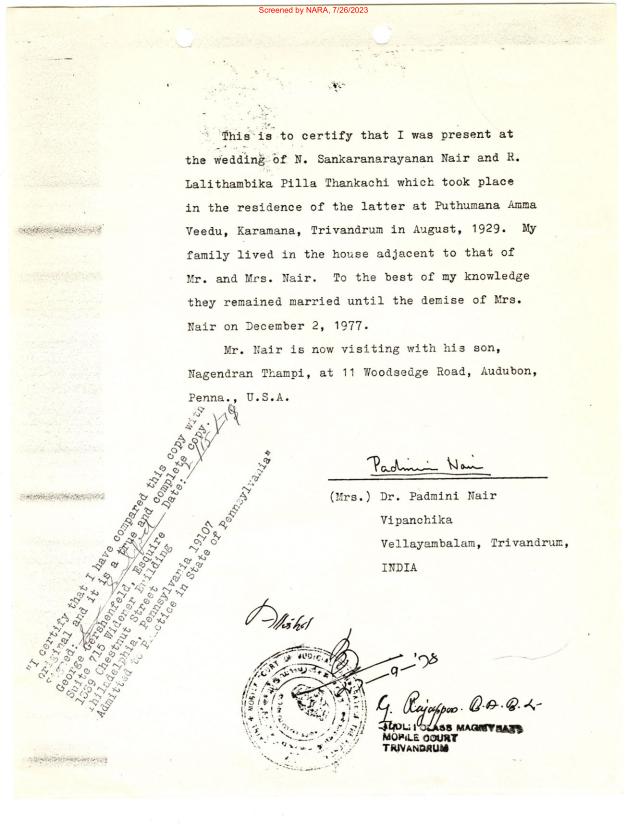 Screened by NARA, 7/26/2023
This is to certify that I was present at
the wedding of N. Sankaranarayanan Nair and R.
Lalithambika Pilla Thankachi which took place
in the residence of the latter at Puthumana Amma
Veedu, Karamana, Trivandrum in August, 1929. My
family lived in the house adjacent to that of
Mr. and Mrs. Nair. To the best of my knowledge
they remained married until the demise of Mrs.
Nair on December 2, 1977.
Mr. Nair is now visiting with his son,
Nagendran Thampi, at 11 Woodsedge Road, Audubon,
Penna., U.S.A.
Padmini Nair
(Mrs.) Dr. Padmini Nair
Vipanchika
Vellayambalam, Trivandrum,
INDIA
"I certify that I have compared this copy with
original and it is a true and complete copy.
Signed: Date:
George Gershenfeld, Esquire
Suite 715 Widener Building
1339 Chestnut Street
Philadelphia, Pennsylvania 19107
Admitted to Practice in State of Pennsylvania"
Attested
-9-'78
G. Rajappan B.A. B.L
JUDL: I CLASS MAGISTRATE
MOBILE COURT
TRIVANDRUM